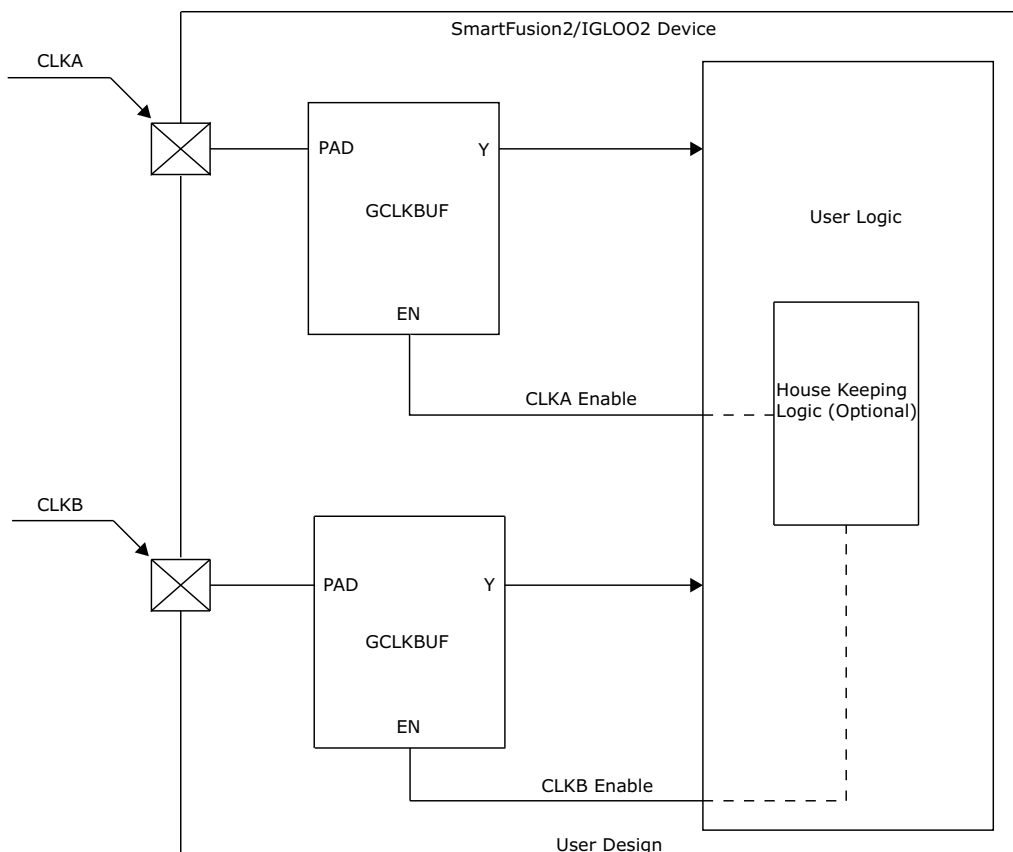 SmartFusion2/IGLOO2 Device
CLKA
PAD
Y
GCLKBUF
EN
User Logic
House Keeping
Logic (Optional)
CLKA Enable
CLKB
PAD
Y
GCLKBUF
EN
CLKB Enable
User Design